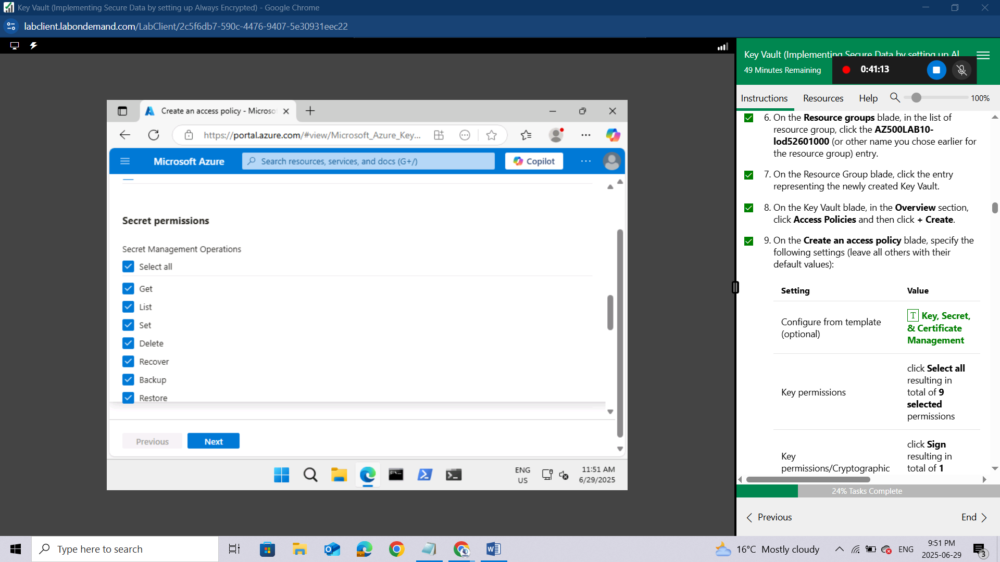 Key Vault (Implementing Secure Data by setting up Always Encrypted) - Google Chrome
labclient.labondemand.com/LabClient/2c5f6db7-590c-4476-9407-5e30931eec22
Create an access policy - Microso
https://portal.azure.com/#view/Microsoft_Azure_Key...
Microsoft Azure
Search resources, services, and docs (G+/)
Copilot
Secret permissions
Secret Management Operations
Select all
Get
List
Set
Delete
Recover
Backup
Restore
Previous
Next
ENG
US
11:51 AM
6/29/2025
Key Vault (Implementing Secure Data by setting up Al
49 Minutes Remaining
0:41:13
Instructions
Resources
Help
100%
6. On the Resource groups blade, in the list of
resource group, click the AZ500LAB10-
lod52601000 (or other name you chose earlier for
the resource group) entry.
7. On the Resource Group blade, click the entry
representing the newly created Key Vault.
8. On the Key Vault blade, in the Overview section,
click Access Policies and then click + Create.
9. On the Create an access policy blade, specify the
following settings (leave all others with their
default values):
Setting Value
Configure from template
(optional)
T Key, Secret,
& Certificate
Management
Key permissions
click Select all
resulting in
total of 9
selected
permissions
Key
permissions/Cryptographic
click Sign
resulting in
total of 1
24% Tasks Complete
Previous
End
Type here to search
16°C Mostly cloudy
ENG
9:51 PM
2025-06-29
3